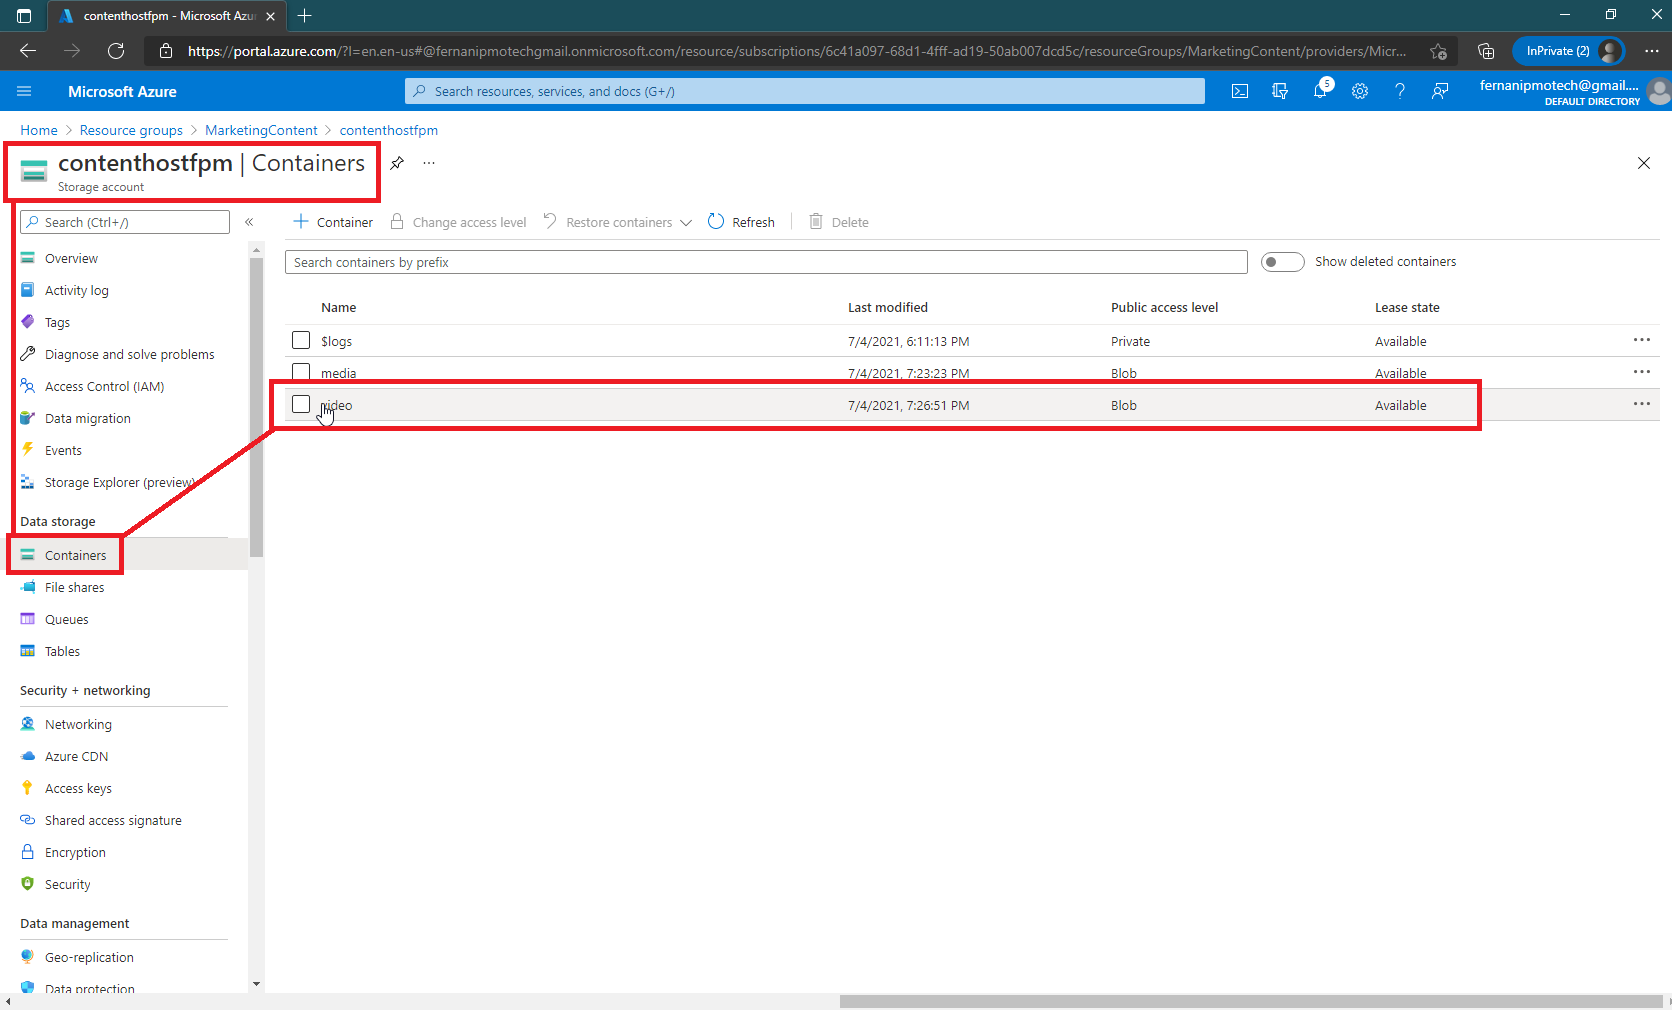 contenthostfpm - Microsoft Azur
https://portal.azure.com/?l=en.en-us#@fernanipmotechgmail.onmicrosoft.com/resource/subscriptions/6c41a097-68d1-4fff-ad19-50ab007dcd5c/resourceGroups/MarketingContent/providers/Micr...
InPrivate (2)
Microsoft Azure
Search resources, services, and docs (G+/)
5
fernanipmotech@gmail....
DEFAULT DIRECTORY
Home > Resource groups > MarketingContent > contenthostfpm
contenthostfpm | Containers
Storage account
Search (Ctrl+/)
Container
Change access level
Restore containers
Refresh
Delete
Search containers by prefix
Show deleted containers
Name Last modified Public access level Lease state
$logs 7/4/2021, 6:11:13 PM Private Available
media 7/4/2021, 7:23:23 PM Blob Available
video 7/4/2021, 7:26:51 PM Blob Available
Overview
Activity log
Tags
Diagnose and solve problems
Access Control (IAM)
Data migration
Events
Storage Explorer (preview)
Data storage
Containers
File shares
Queues
Tables
Security + networking
Networking
Azure CDN
Access keys
Shared access signature
Encryption
Security
Data management
Geo-replication
Data protection